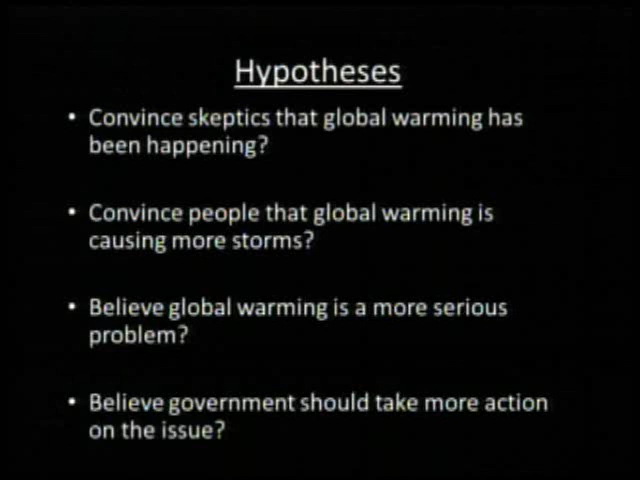 Hypotheses
• Convince skeptics that global warming has
been happening?
• Convince people that global warming is
causing more storms?
• Believe global warming is a more serious
problem?
• Believe government should take more action
on the issue?